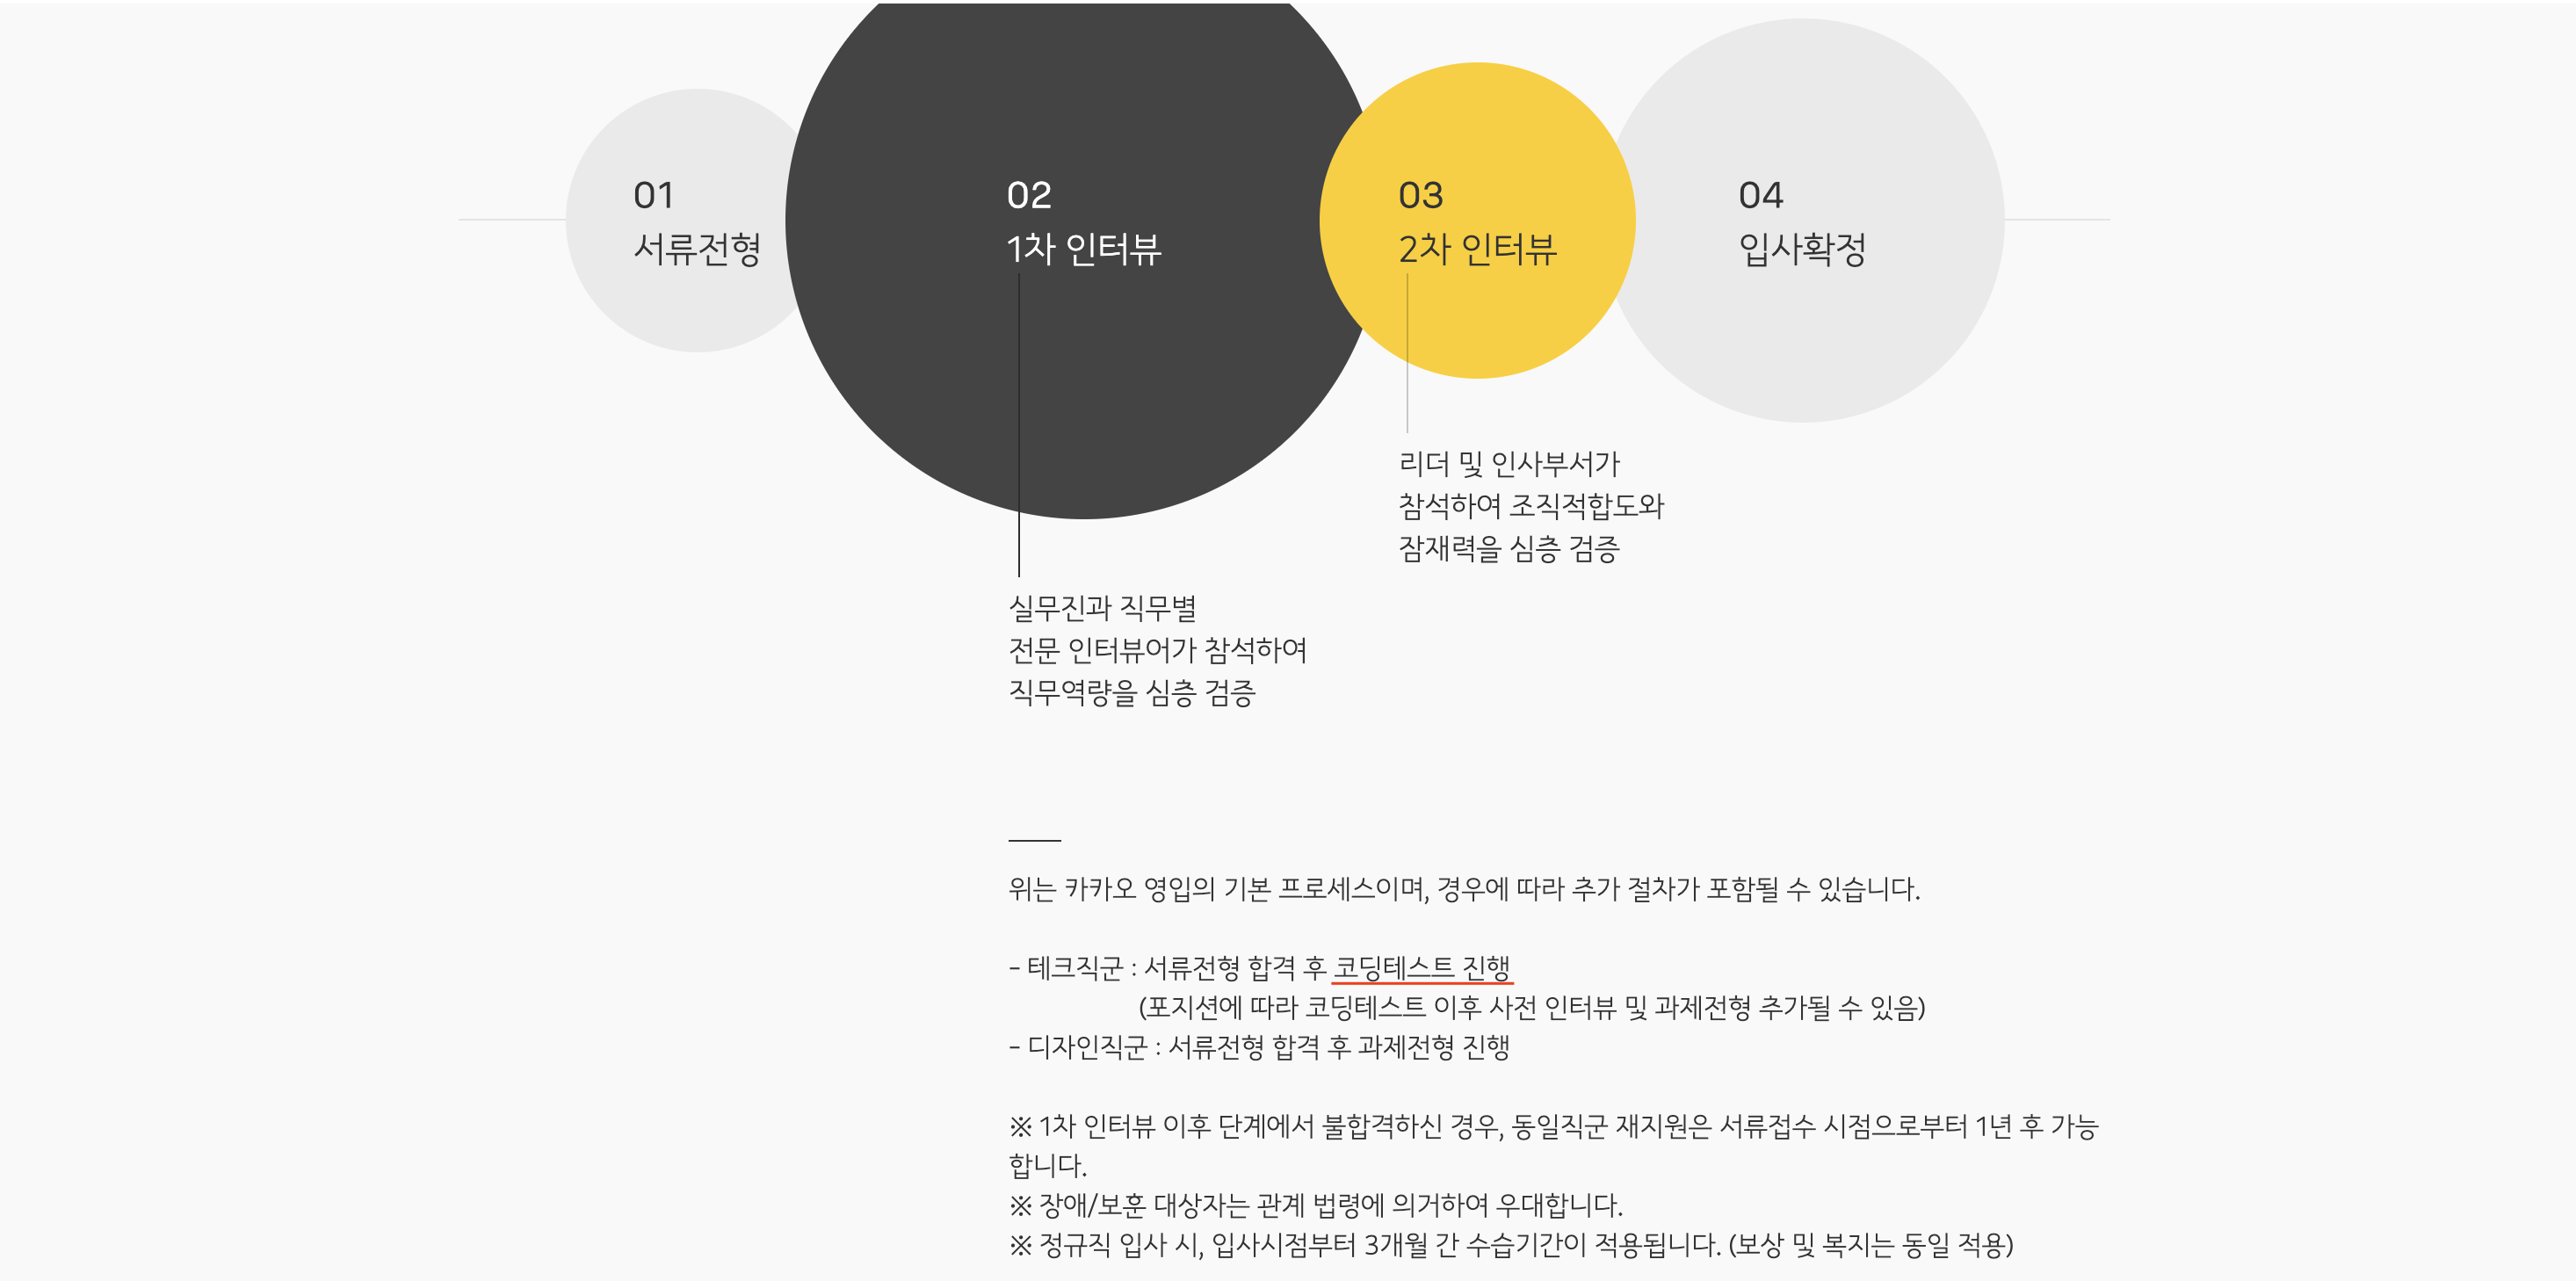 01
서류전형
02
1차 인터뷰
03
2차 인터뷰
04
입사확정
리더 및 인사부서가
참석하여 조직적합도와
잠재력을 심층 검증
실무진과 직무별
전문 인터뷰어가 참석하여
직무역량을 심층 검증
위는 카카오 영입의 기본 프로세스이며, 경우에 따라 추가 절차가 포함될 수 있습니다.
- 테크직군 : 서류전형 합격 후 코딩테스트 진행
(포지션에 따라 코딩테스트 이후 사전 인터뷰 및 과제전형 추가될 수 있음)
- 디자인직군 : 서류전형 합격 후 과제전형 진행
※ 1차 인터뷰 이후 단계에서 불합격하신 경우, 동일직군 재지원은 서류접수 시점으로부터 1년 후 가능
합니다.
※ 장애/보훈 대상자는 관계 법령에 의거하여 우대합니다.
※ 정규직 입사 시, 입사시점부터 3개월 간 수습기간이 적용됩니다. (보상 및 복지는 동일 적용)